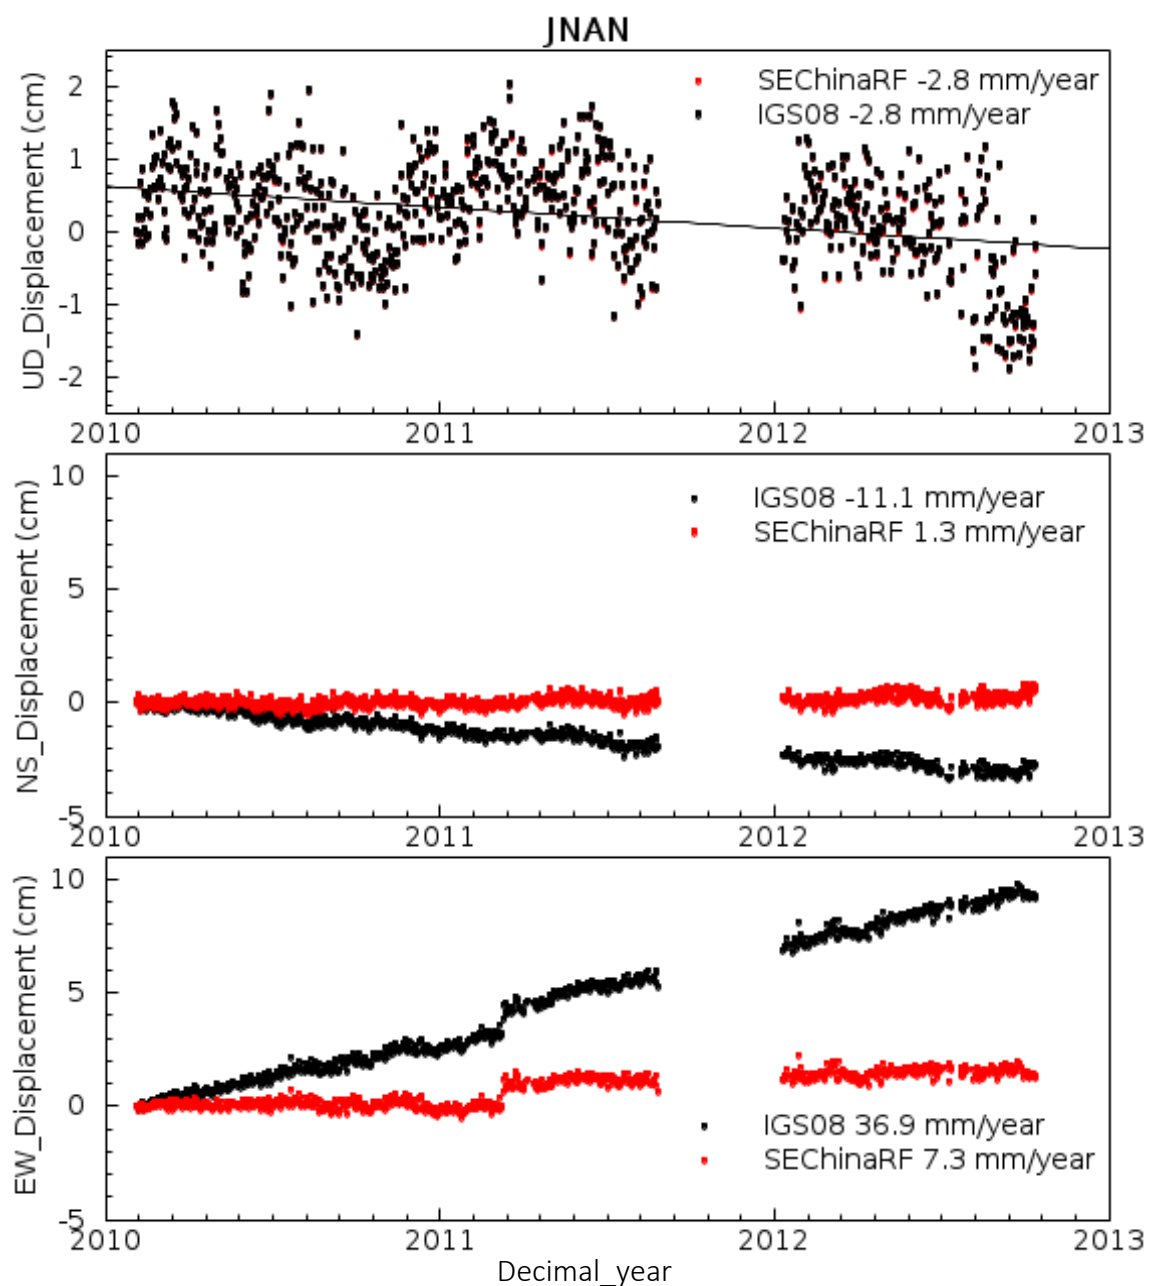 JNAN
UD_Displacement (cm)
2
1
0
-1
-2
SEChinaRF -2.8 mm/year
IGS08 -2.8 mm/year
2010 2011 2012 2013
NS_Displacement (cm)
10
5
0
-5
IGS08 -11.1 mm/year
SEChinaRF 1.3 mm/year
2010 2011 2012 2013
EW_Displacement (cm)
10
5
0
-5
IGS08 36.9 mm/year
SEChinaRF 7.3 mm/year
2010 2011 2012 2013
Decimal_year